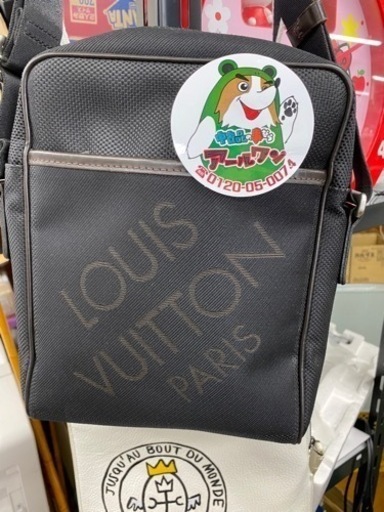 アールワン
☎0120-05-0074
LOUIS
VUITTON
PARIS
JUSQU'AU BOUT DU MONDE